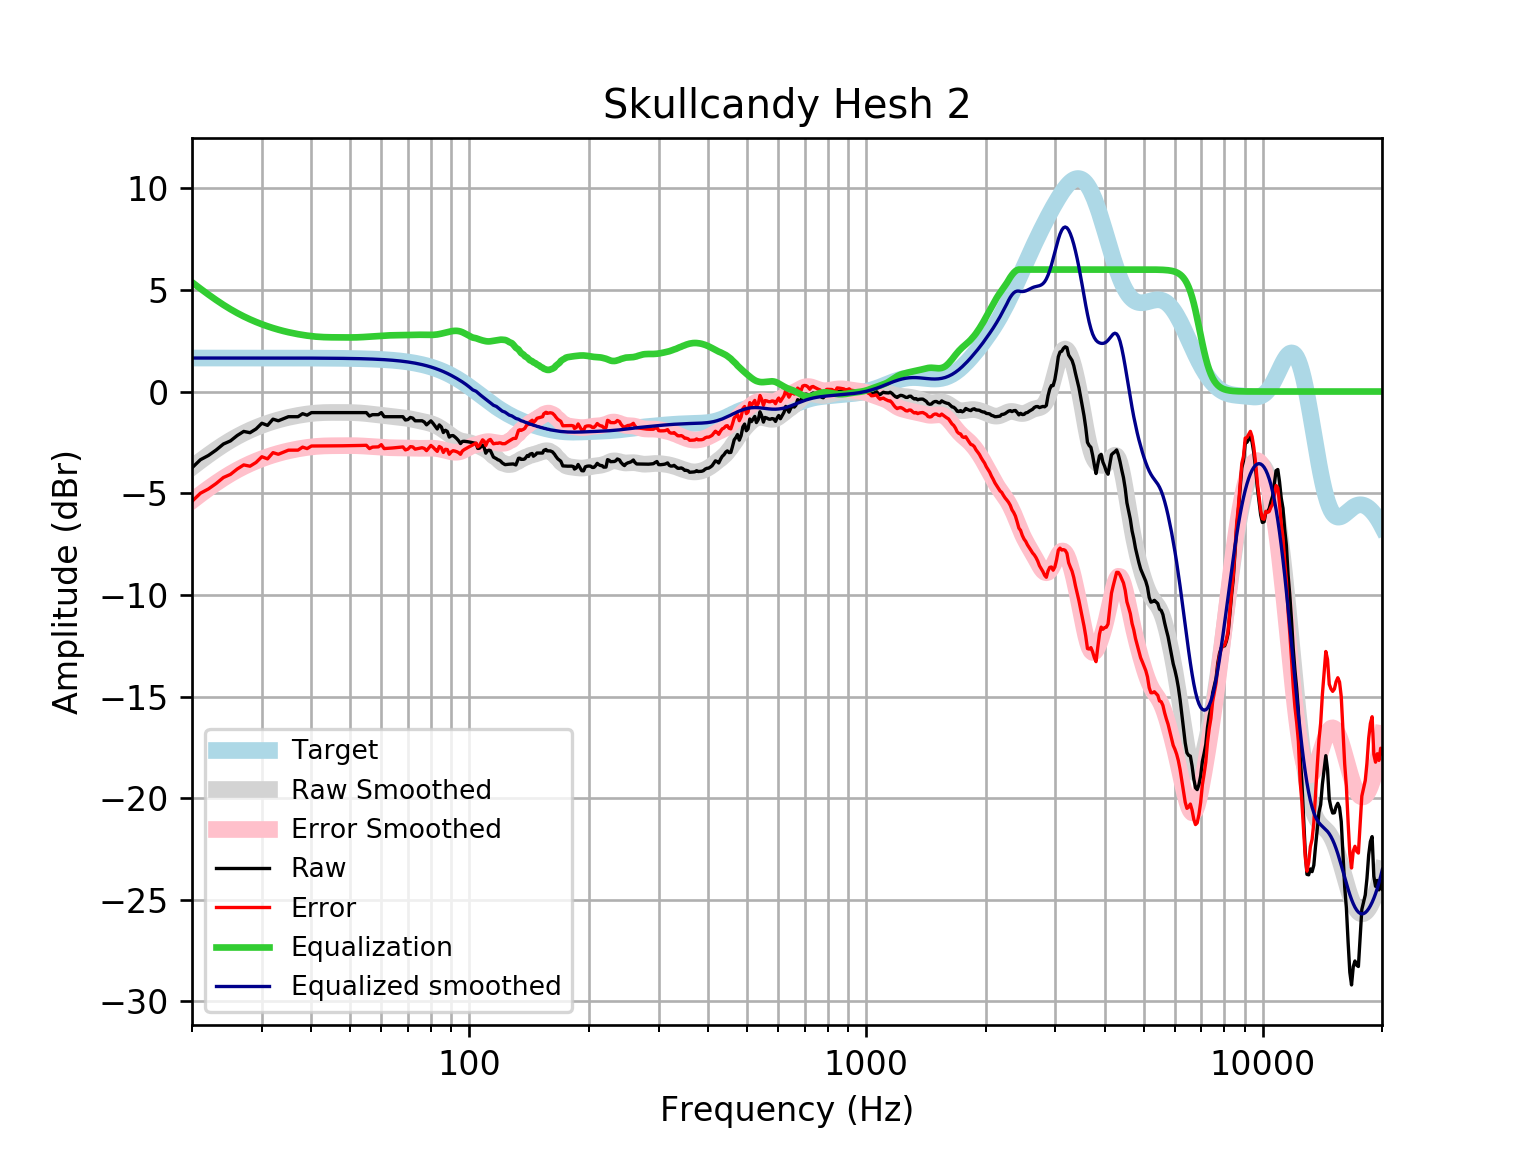 Skullcandy Hesh 2
Amplitude (dBr)
10
5
0
−5
−10
−15
−20
−25
−30
Target
Raw Smoothed
Error Smoothed
Raw
Error
Equalization
Equalized smoothed
100
1000
10000
Frequency (Hz)